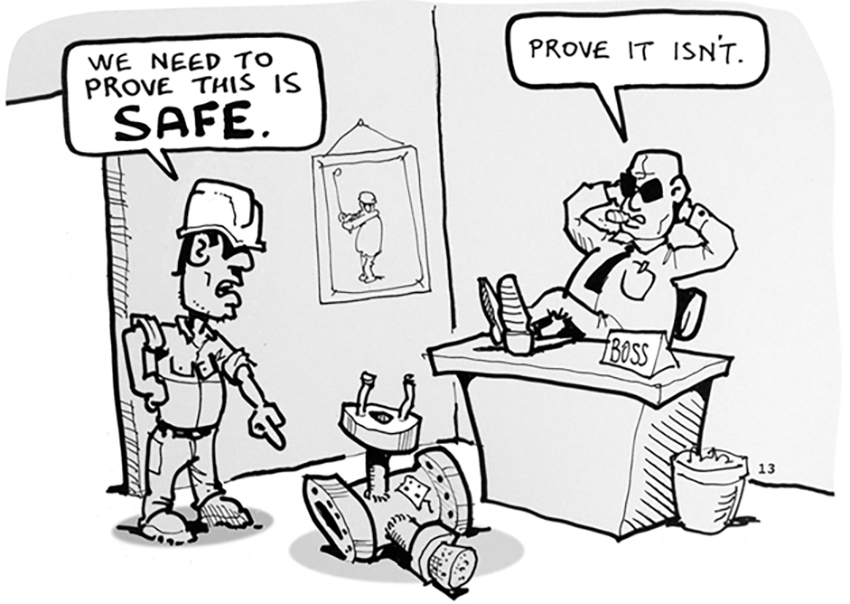 WE NEED TO
PROVE THIS IS
SAFE.
PROVE IT ISN'T.
BOSS
13